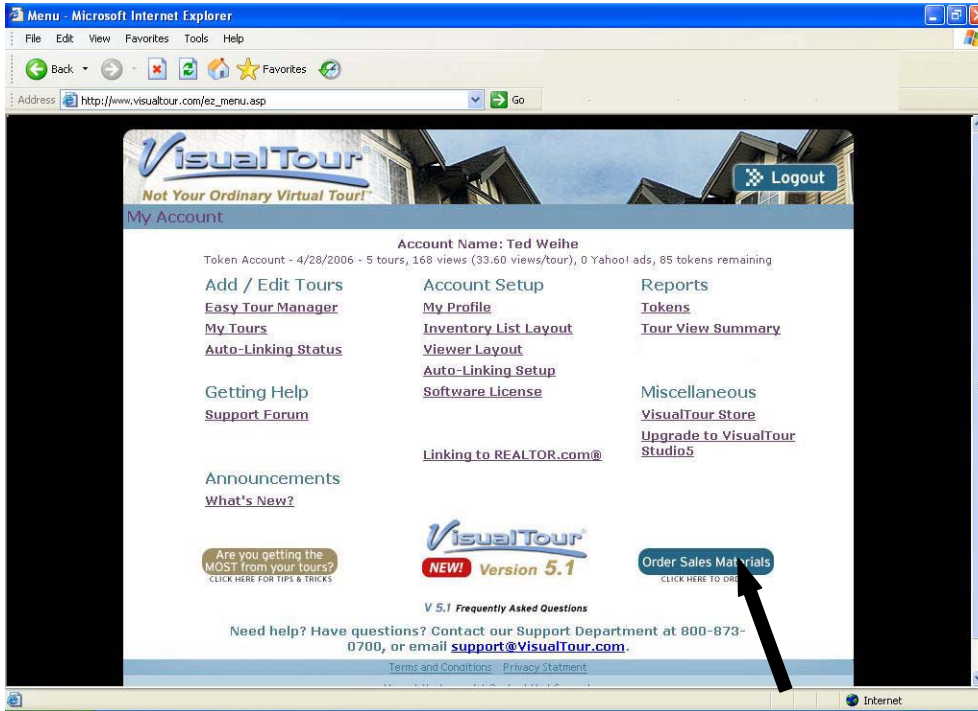 Menu - Microsoft Internet Explorer
File Edit View Favorites Tools Help
Back Favorites
Address http://www.visualtour.com/ez_menu.asp Go
VisualTour®
Not Your Ordinary Virtual Tour!™
Logout
My Account
Account Name: Ted Weihe
Token Account - 4/28/2006 - 5 tours, 168 views (33.60 views/tour), 0 Yahoo! ads, 85 tokens remaining
Add / Edit Tours
Easy Tour Manager
My Tours
Auto-Linking Status
Account Setup
My Profile
Inventory List Layout
Viewer Layout
Auto-Linking Setup
Software License
Reports
Tokens
Tour View Summary
Getting Help
Support Forum
Linking to REALTOR.com®
Miscellaneous
VisualTour Store
Upgrade to VisualTour
Studio5
Announcements
What's New?
Are you getting the
MOST from your tours?
CLICK HERE FOR TIPS & TRICKS
VisualTour®
NEW! Version 5.1
V 5.1 Frequently Asked Questions
Order Sales Materials
CLICK HERE TO
Need help? Have questions? Contact our Support Department at 800-873-
0700, or email support@VisualTour.com.
Terms and Conditions Privacy Statment
Internet